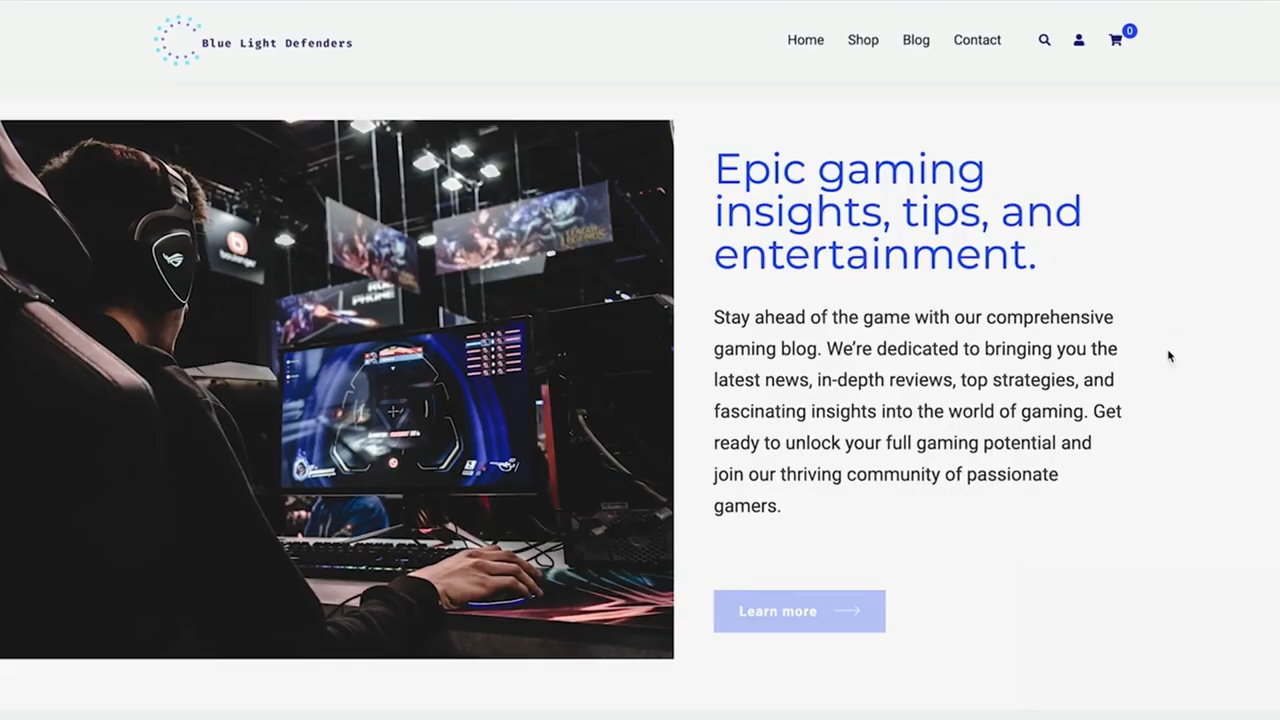 Blue Light Defenders
Home
Shop
Blog
Contact
0
Epic gaming
insights, tips, and
entertainment.
Stay ahead of the game with our comprehensive
gaming blog. We’re dedicated to bringing you the
latest news, in-depth reviews, top strategies, and
fascinating insights into the world of gaming. Get
ready to unlock your full gaming potential and
join our thriving community of passionate
gamers.
Learn more
PHONE